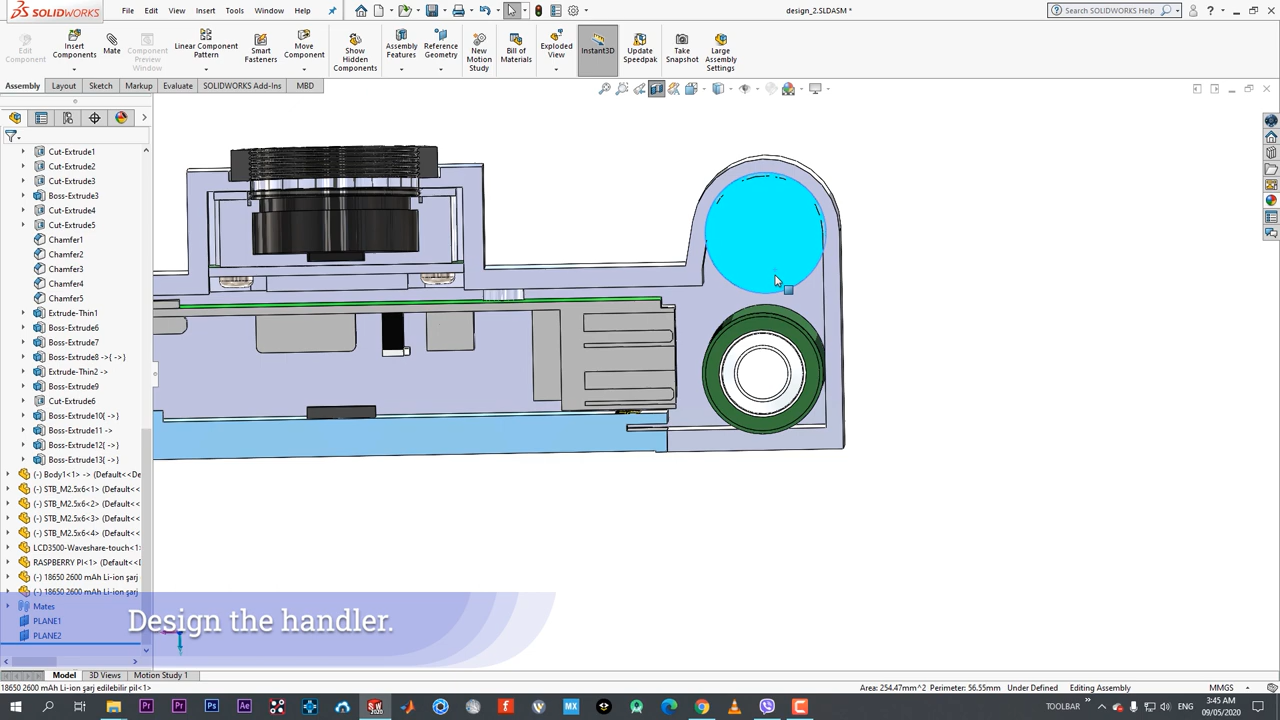 SOLIDWORKS
File Edit View Insert Tools Design Window Help
design_2.SLDASM *
Search SOLIDWORKS Help
Edit Component
Insert Components
Mate
Component Preview Window
Linear Component Pattern
Smart Fasteners
Move Component
Show Hidden Components
Assembly Features
Reference Geometry
New Motion Study
Bill of Materials
Exploded View
Instant3D
Update Speedpak
Take Snapshot
Large Assembly Settings
Assembly Layout Sketch Markup Evaluate SOLIDWORKS Add-Ins MBD
Cut-Extrude1
Cut-Extrude2
Cut-Extrude3
Boss-Extrude3
Cut-Extrude4
Cut-Extrude5
Chamfer1
Chamfer2
Chamfer3
Chamfer4
Chamfer5
Extrude-Thin1
Boss-Extrude6
Boss-Extrude7
Boss-Extrude8 ->{ ->}
Extrude-Thin2 ->
Boss-Extrude9
Cut-Extrude6
Boss-Extrude10{ ->}
Boss-Extrude11 ->
Boss-Extrude12{ ->}
Boss-Extrude13{ ->}
(-) Body1<1> -> (Default<<De
(-) STB_M2.5x6<1> (Default<<
(-) STB_M2.5x6<2> (Default<<
(-) STB_M2.5x6<3> (Default<<
(-) STB_M2.5x6<4> (Default<<
LCD3500-Waveshare-touch<1>
RASPBERRY PI<1> (Default<<D
(-) 18650 2600 mAh Li-ion şarj
(-) 18650 2600 mAh Li-ion şarj
Mates
PLANE1
PLANE2
Design the handler.
Model 3D Views Motion Study 1
18650 2600 mAh Li-ion şarj edilebilir pil<1>
Area: 254.47mm^2 Perimeter: 56.55mm Under Defined Editing Assembly MMGS
TOOLBAR
3:45 AM
09/05/2020